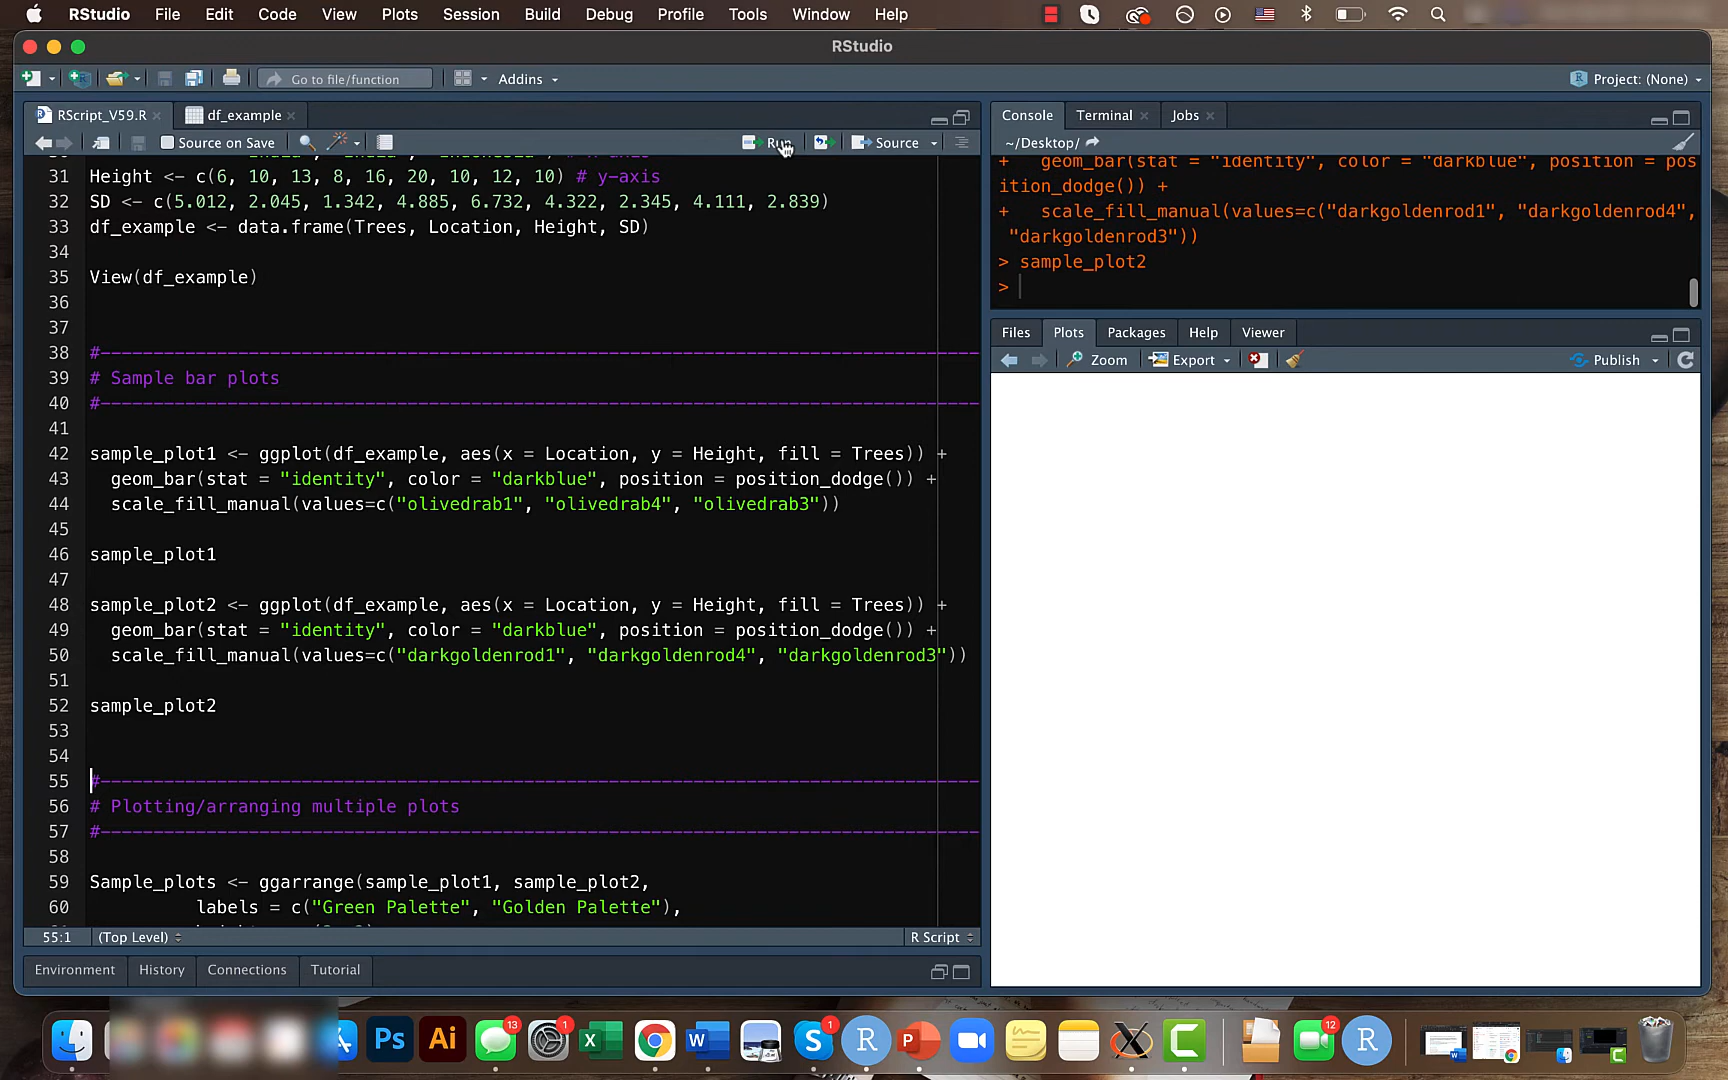 RStudio File Edit Code View Plots Session Build Debug Profile Tools Window Help
RStudio
Go to file/function Addins Project: (None)
RScript_V59.R df_example
Source on Save Run Source
31 Height <- c(6, 10, 13, 8, 16, 20, 10, 12, 10) # y-axis
32 SD <- c(5.012, 2.045, 1.342, 4.885, 6.732, 4.322, 2.345, 4.111, 2.839)
33 df_example <- data.frame(Trees, Location, Height, SD)
34
35 View(df_example)
36
37
38 #------------------------------------------------------------------------------------
39 # Sample bar plots
40 #------------------------------------------------------------------------------------
41
42 sample_plot1 <- ggplot(df_example, aes(x = Location, y = Height, fill = Trees)) +
43 geom_bar(stat = "identity", color = "darkblue", position = position_dodge()) +
44 scale_fill_manual(values=c("olivedrab1", "olivedrab4", "olivedrab3"))
45
46 sample_plot1
47
48 sample_plot2 <- ggplot(df_example, aes(x = Location, y = Height, fill = Trees)) +
49 geom_bar(stat = "identity", color = "darkblue", position = position_dodge()) +
50 scale_fill_manual(values=c("darkgoldenrod1", "darkgoldenrod4", "darkgoldenrod3"))
51
52 sample_plot2
53
54
55 #------------------------------------------------------------------------------------
56 # Plotting/arranging multiple plots
57 #------------------------------------------------------------------------------------
58
59 Sample_plots <- ggarrange(sample_plot1, sample_plot2,
60 labels = c("Green Palette", "Golden Palette"),
55:1 (Top Level) R Script
Environment History Connections Tutorial
Console Terminal Jobs
~/Desktop/
+ geom_bar(stat = "identity", color = "darkblue", position = pos
ition_dodge()) +
+ scale_fill_manual(values=c("darkgoldenrod1", "darkgoldenrod4",
"darkgoldenrod3"))
> sample_plot2
>
Files Plots Packages Help Viewer
Zoom Export Publish
Ps Ai 13 1 X W S 1 R P 12 R